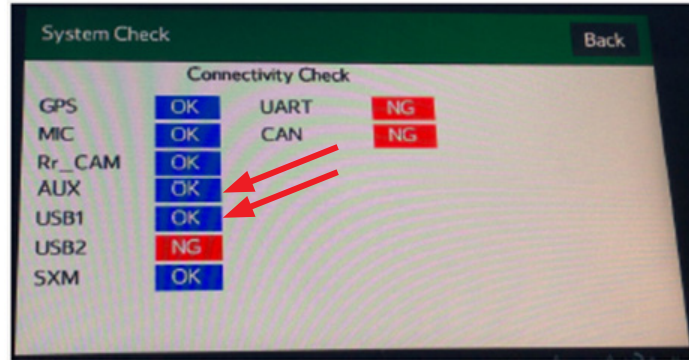 System Check Back
Connectivity Check
GPS OK UART NG
MIC OK CAN NG
Rr_CAM OK
AUX OK
USB1 OK
USB2 NG
SXM OK